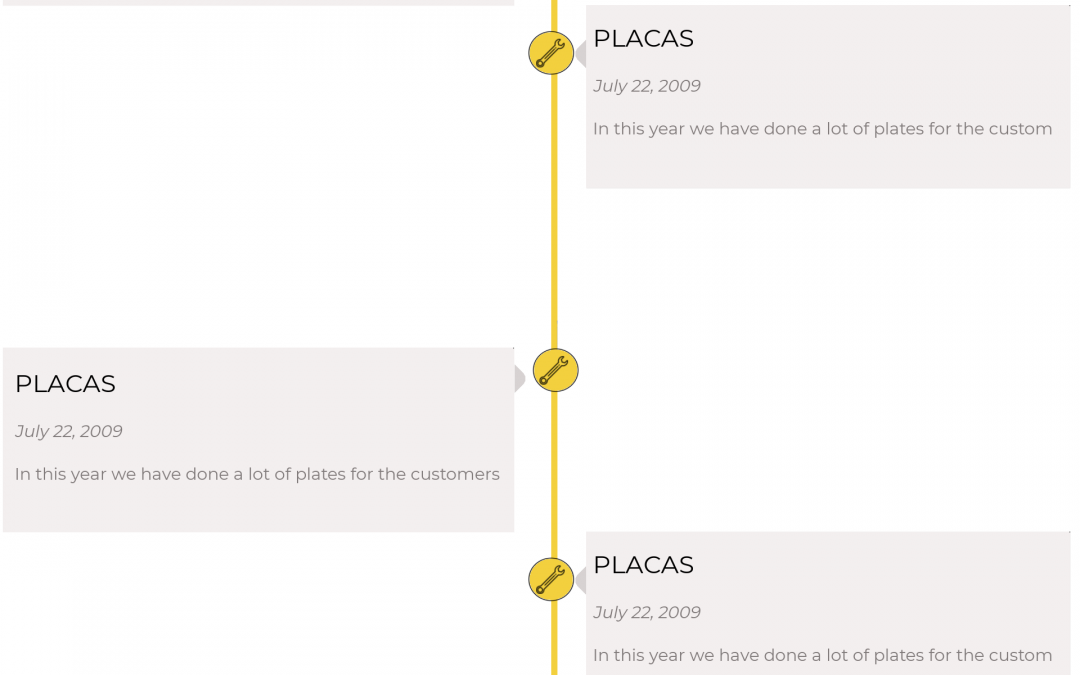 PLACAS
July 22, 2009
In this year we have done a lot of plates for the custom
PLACAS
July 22, 2009
In this year we have done a lot of plates for the customers
PLACAS
July 22, 2009
In this year we have done a lot of plates for the custom